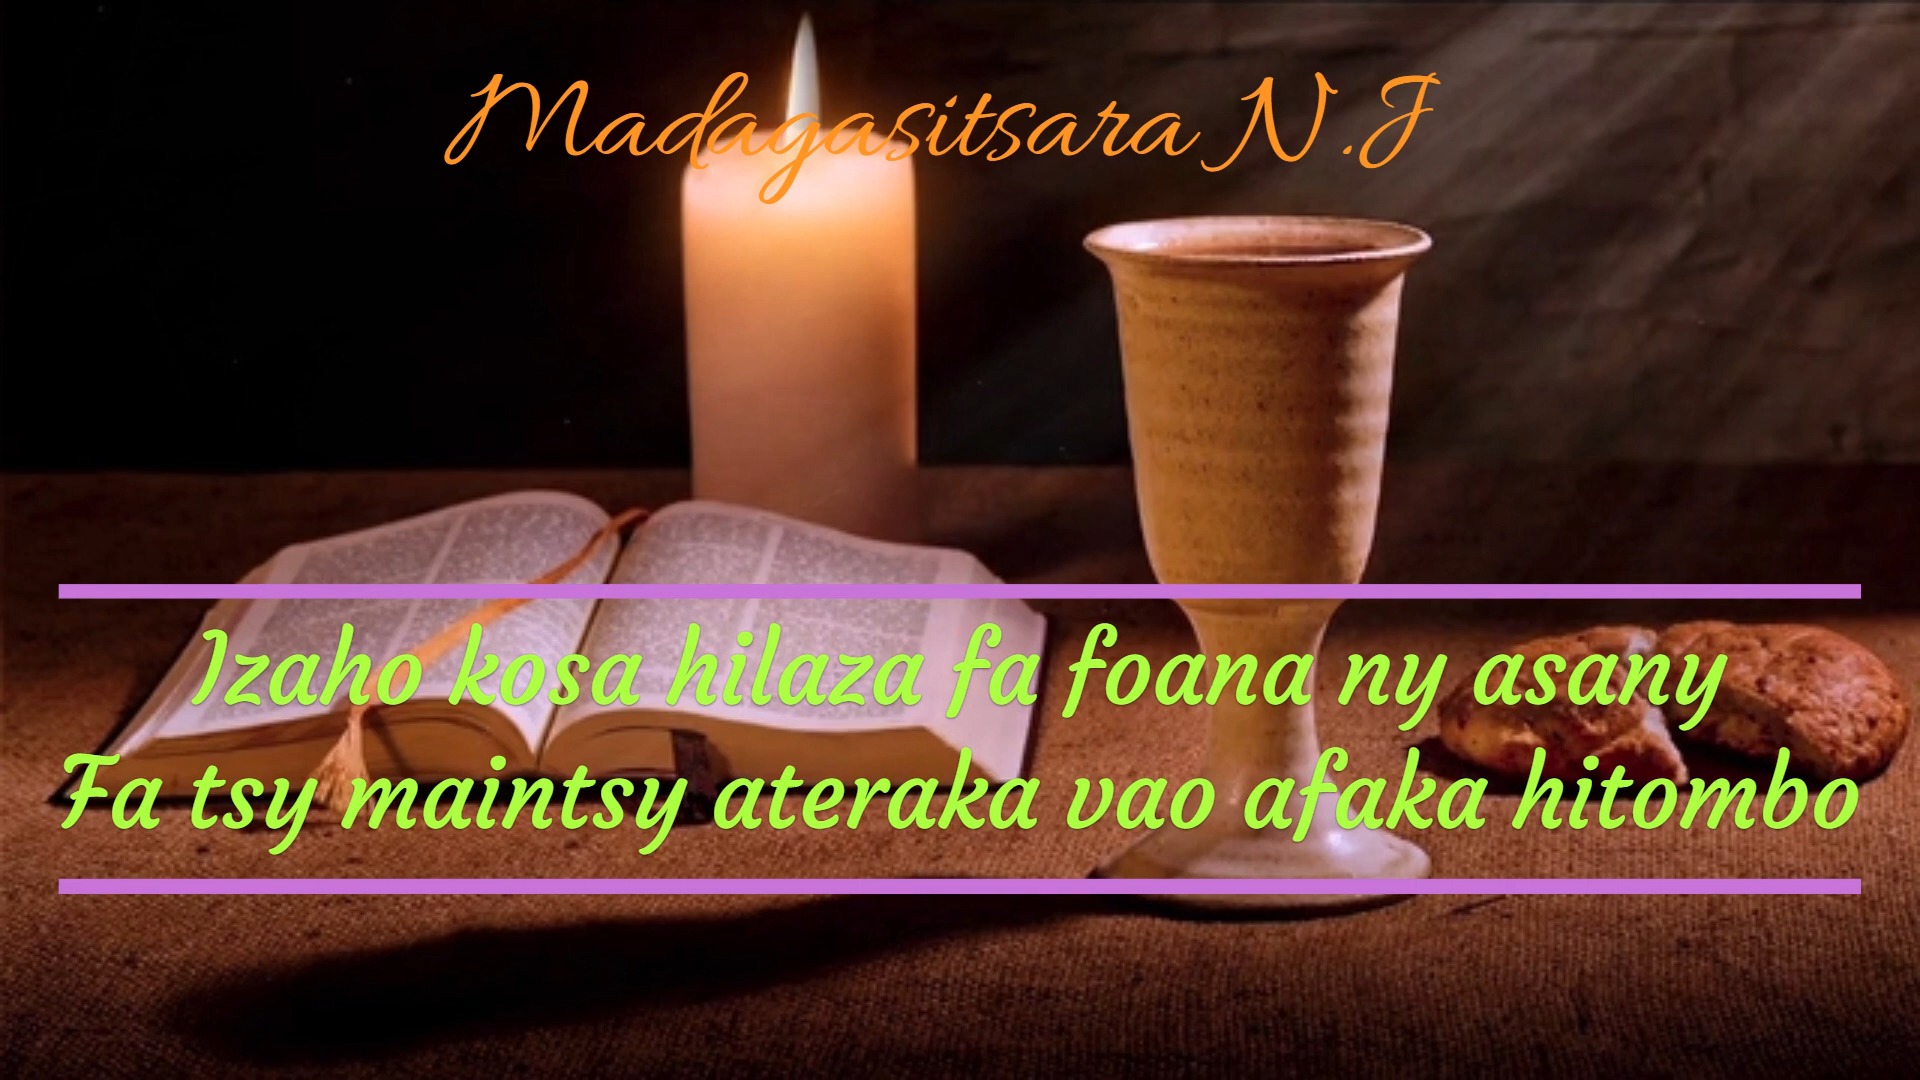 Madagasitsara N.J
Izaho kosa hilaza fa foana ny asany
Fa tsy maintsy ateraka vao afaka hitombo